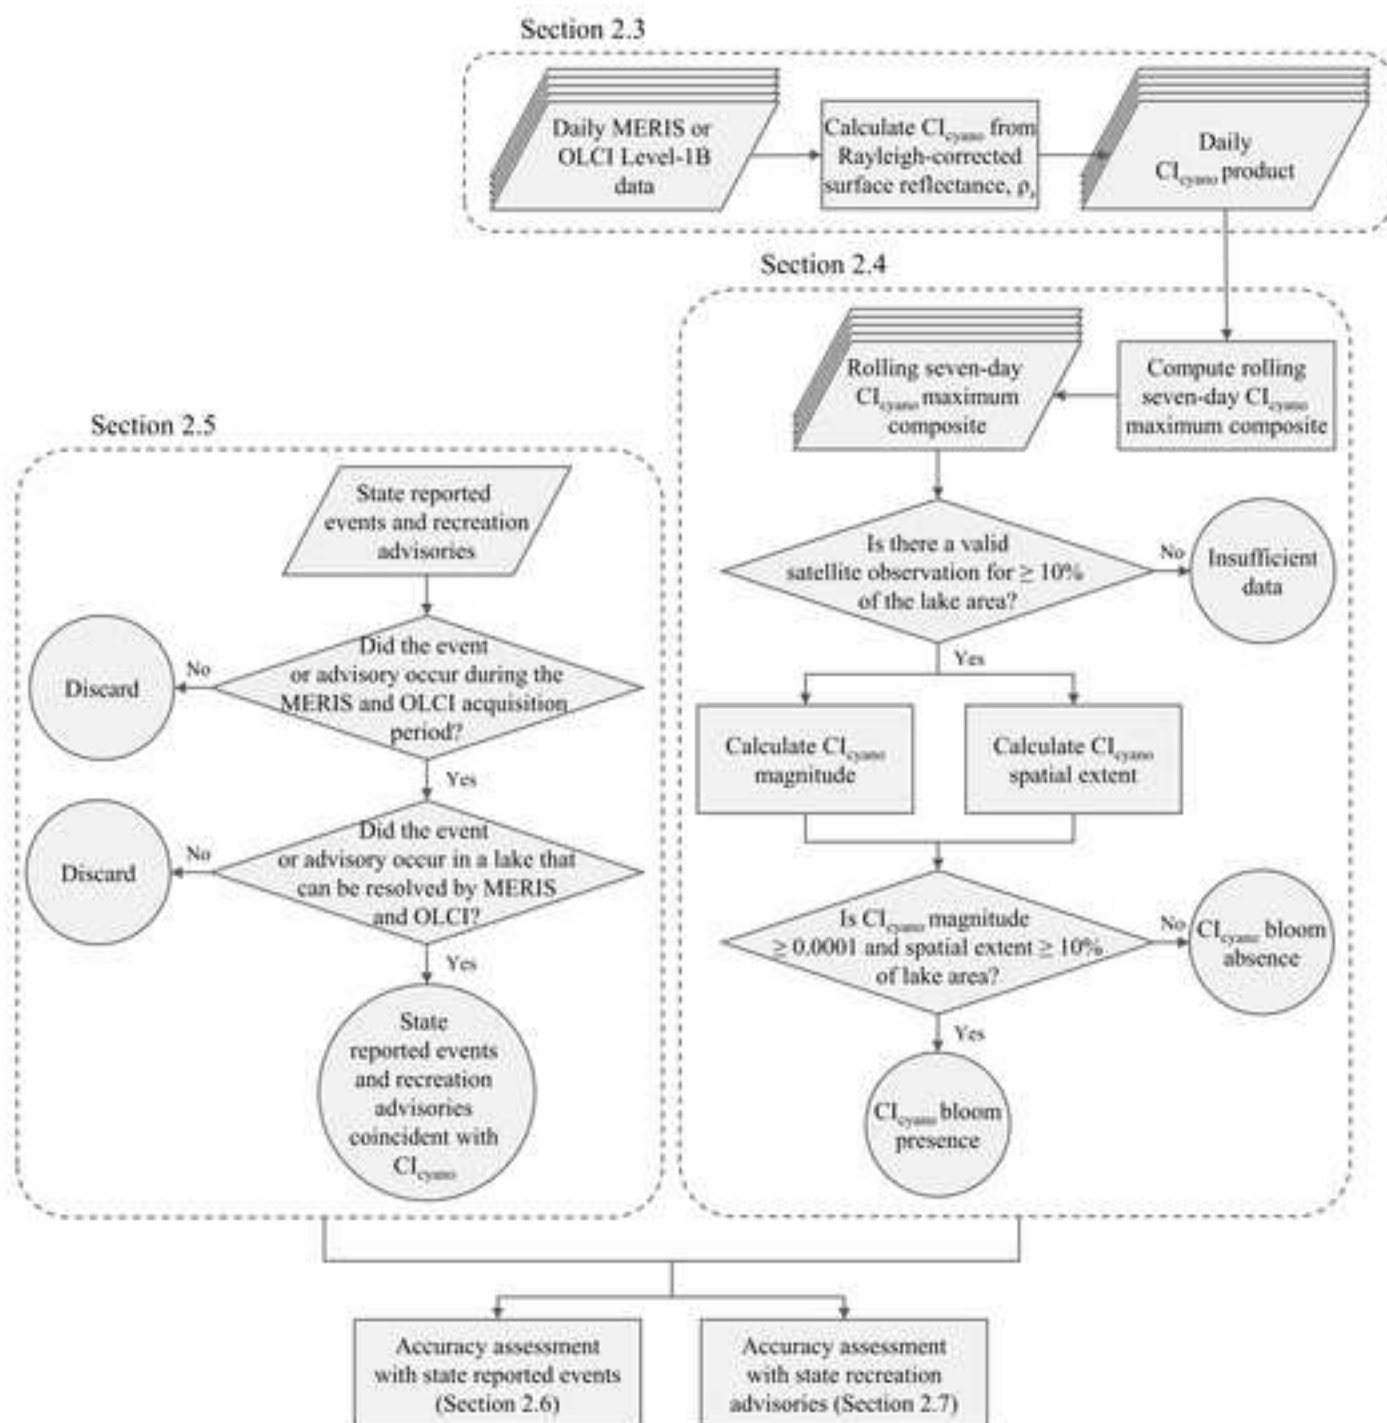 Section 2.3
Daily MERIS or
OLCI Level-1B
data
Calculate CIcyano from
Rayleigh-corrected
surface reflectance, ρs
Daily
CIcyano product
Section 2.4
Rolling seven-day
CIcyano maximum
composite
Compute rolling
seven-day CIcyano
maximum composite
Is there a valid
satellite observation for ≥ 10%
of the lake area?
No
Insufficient
data
Yes
Calculate CIcyano
magnitude
Calculate CIcyano
spatial extent
Is CIcyano magnitude
≥ 0.0001 and spatial extent ≥ 10%
of lake area?
No
CIcyano bloom
absence
Yes
CIcyano bloom
presence
Section 2.5
State reported
events and recreation
advisories
Did the event
or advisory occur during the
MERIS and OLCI acquisition
period?
No
Discard
Yes
Did the event
or advisory occur in a lake that
can be resolved by MERIS
and OLCI?
No
Discard
Yes
State
reported events
and recreation
advisories
coincident with
CIcyano
Accuracy assessment
with state reported events
(Section 2.6)
Accuracy assessment
with state recreation
advisories (Section 2.7)